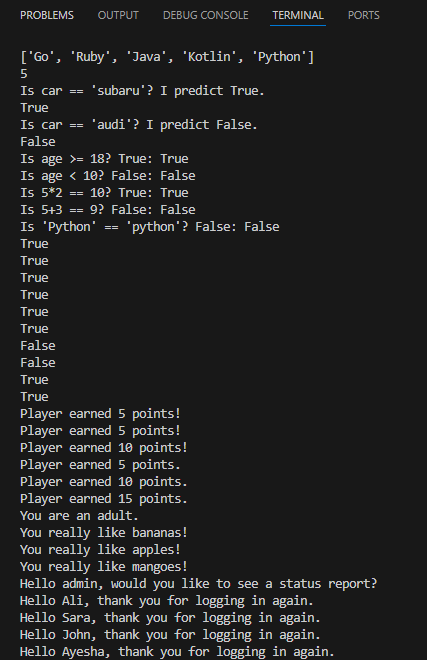 PROBLEMS OUTPUT DEBUG CONSOLE TERMINAL PORTS
['Go', 'Ruby', 'Java', 'Kotlin', 'Python']
5
Is car == 'subaru'? I predict True.
True
Is car == 'audi'? I predict False.
False
Is age >= 18? True: True
Is age < 10? False: False
Is 5*2 == 10? True: True
Is 5+3 == 9? False: False
Is 'Python' == 'python'? False: False
True
True
True
True
True
True
False
False
True
True
Player earned 5 points!
Player earned 5 points!
Player earned 10 points!
Player earned 5 points.
Player earned 10 points.
Player earned 15 points.
You are an adult.
You really like bananas!
You really like apples!
You really like mangoes!
Hello admin, would you like to see a status report?
Hello Ali, thank you for logging in again.
Hello Sara, thank you for logging in again.
Hello John, thank you for logging in again.
Hello Ayesha, thank you for logging in again.